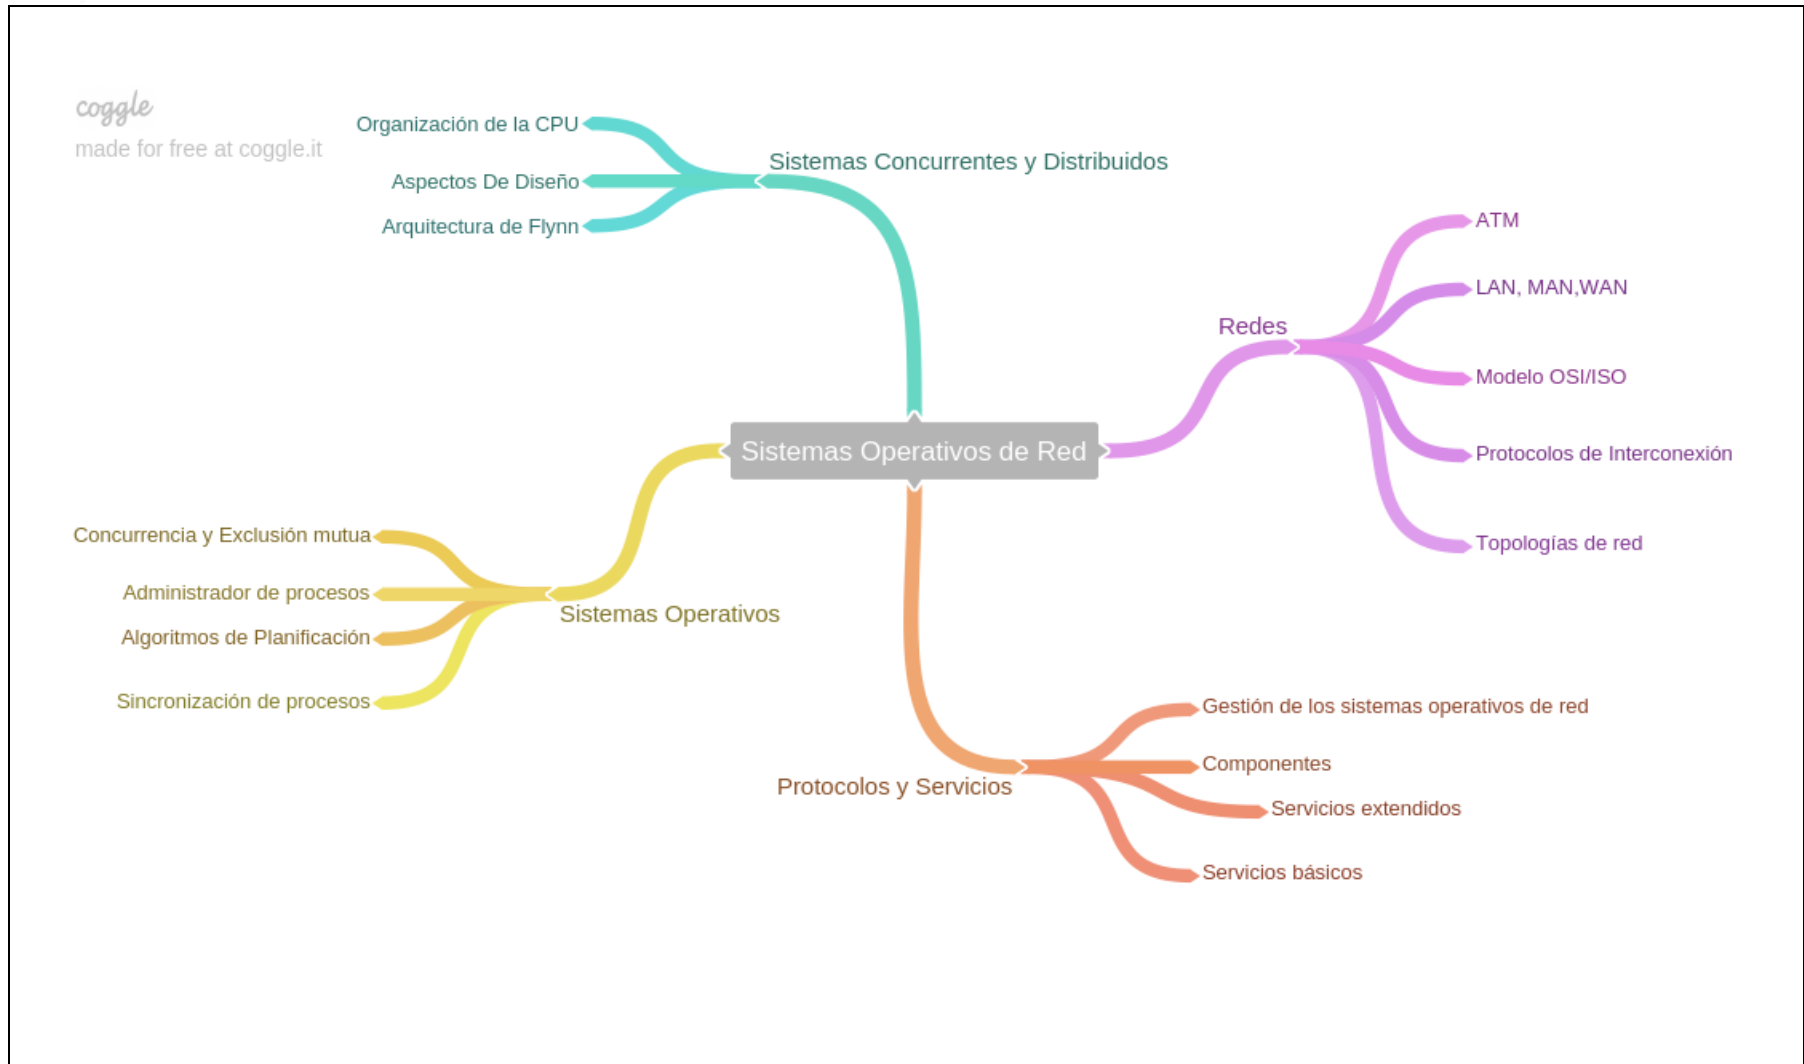 coggle
made for free at coggle.it
Organización de la CPU
Aspectos De Diseño
Arquitectura de Flynn
Sistemas Concurrentes y Distribuidos
Redes
ATM
LAN, MAN,WAN
Modelo OSI/ISO
Protocolos de Interconexión
Topologías de red
Sistemas Operativos de Red
Concurrencia y Exclusión mutua
Administrador de procesos
Algoritmos de Planificación
Sincronización de procesos
Sistemas Operativos
Protocolos y Servicios
Gestión de los sistemas operativos de red
Componentes
Servicios extendidos
Servicios básicos